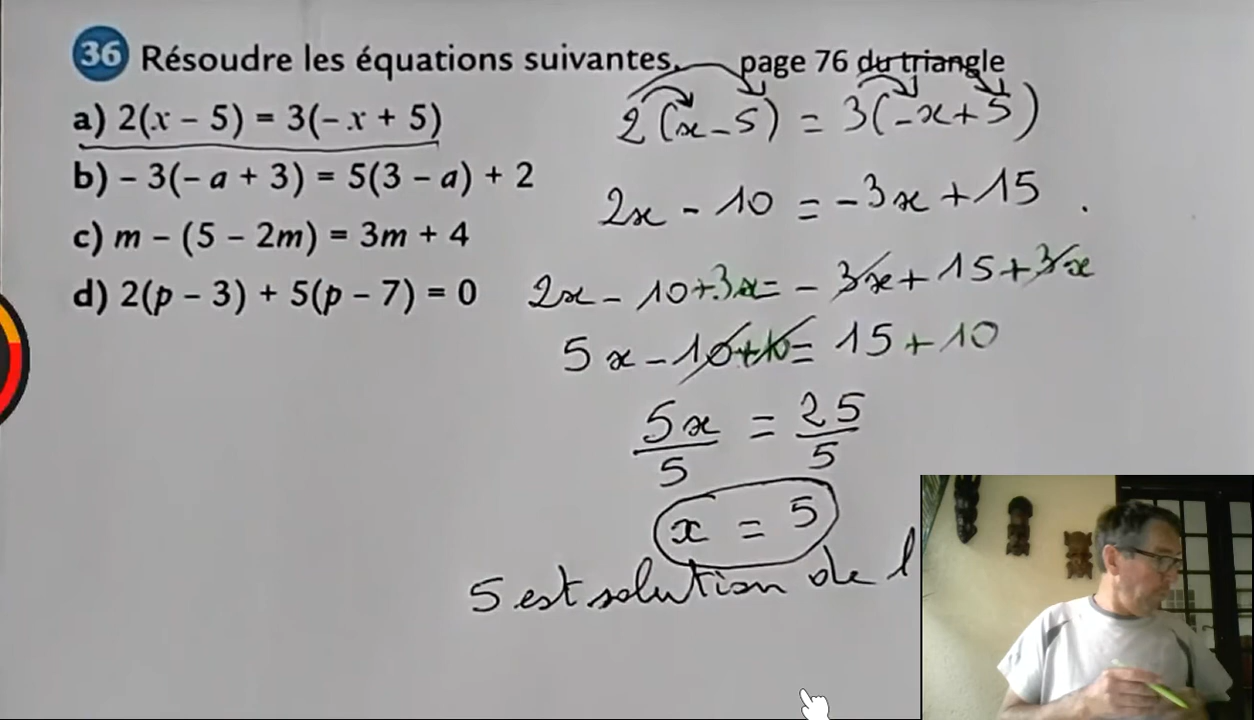 36 Résoudre les équations suivantes. page 76 du triangle
a) 2(x – 5) = 3(– x + 5)
b) – 3(– a + 3) = 5(3 – a) + 2
c) m – (5 – 2m) = 3m + 4
d) 2(p – 3) + 5(p – 7) = 0
2(x - 5) = 3(-x + 5)
2x - 10 = -3x + 15 .
2x - 10 + 3x = - 3x + 15 + 3x
5x - 10 + 10 = 15 + 10
5x/5 = 25/5
x = 5
5 est solution de l